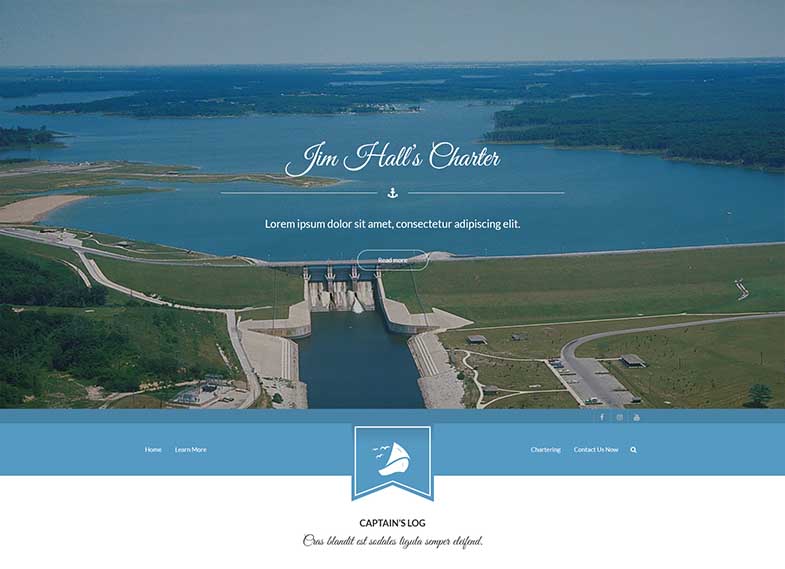 Jim Hall's Charter
Lorem ipsum dolor sit amet, consectetur adipiscing elit.
Read more
Home
Learn More
Chartering
Contact Us Now
CAPTAIN'S LOG
Cras blandit est sodales ligula semper eleifend.